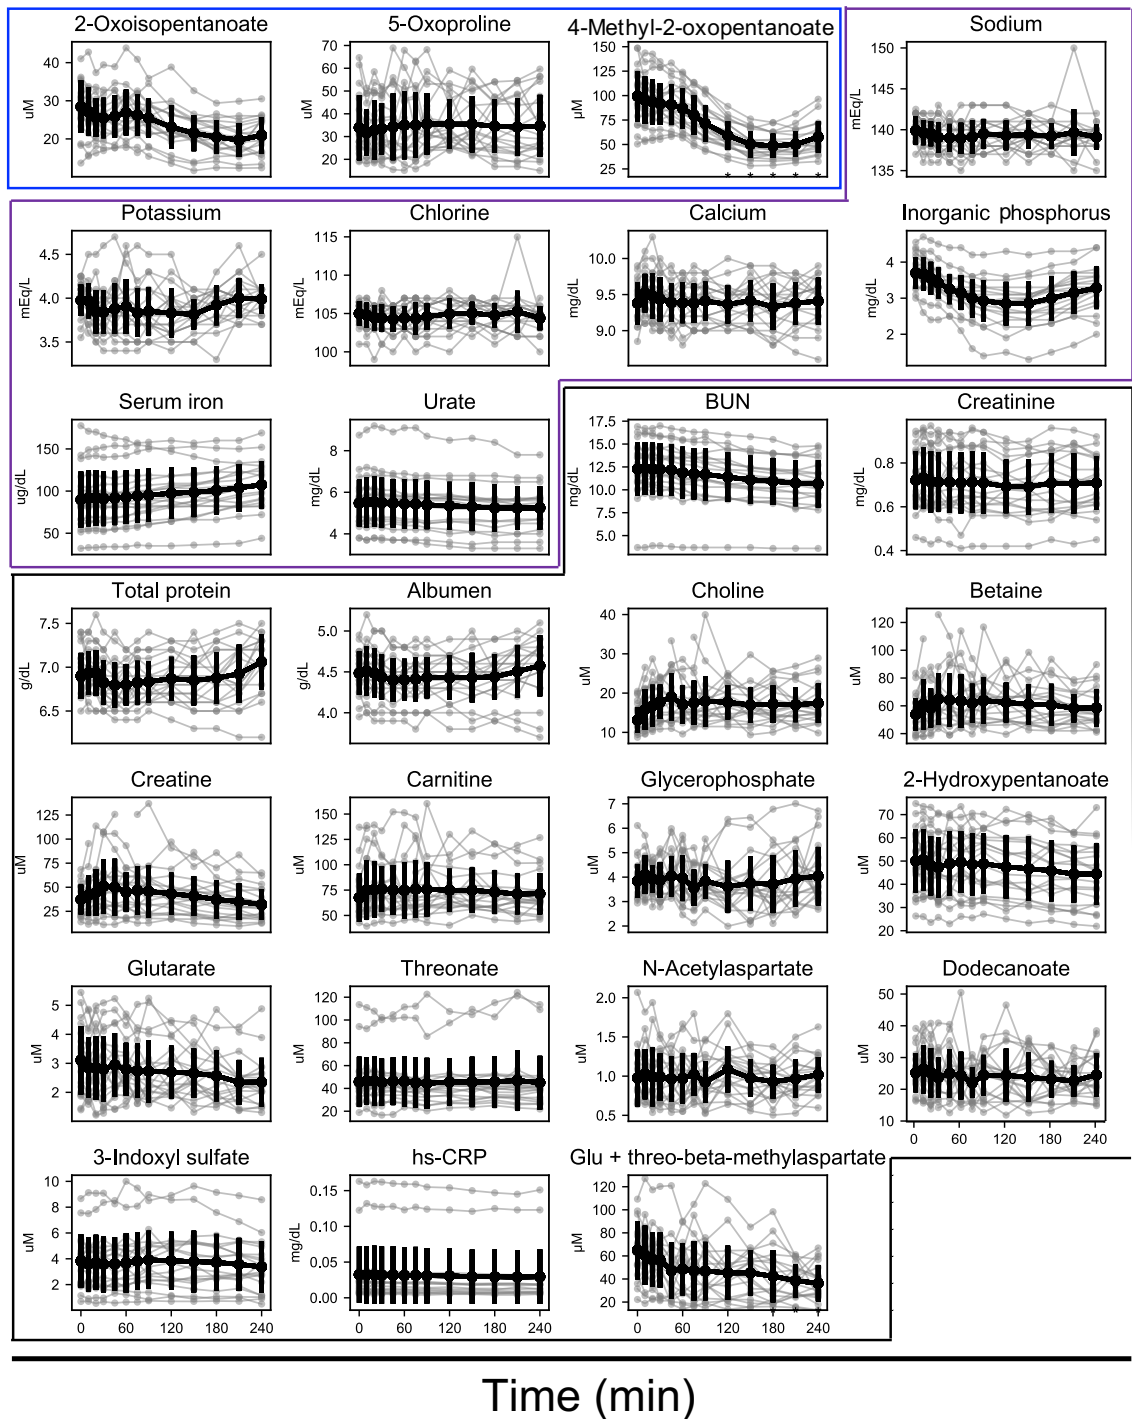 2-Oxoisopentanoate 5-Oxoproline 4-Methyl-2-oxopentanoate Sodium
uM 40 30 20
uM 70 60 50 40 30 20
µM 150 125 100 75 50 25 * * * * *
mEq/L 150 145 140 135
Potassium Chlorine Calcium Inorganic phosphorus
mEq/L 4.5 4.0 3.5
mEq/L 115 110 105 100
mg/dL 10.0 9.5 9.0
mg/dL 4 3 2
Serum iron Urate BUN Creatinine
ug/dL 150 100 50
mg/dL 8 6 4
mg/dL 17.5 15.0 12.5 10.0 7.5 5.0
mg/dL 0.8 0.6 0.4
Total protein Albumen Choline Betaine
g/dL 7.5 7.0 6.5
g/dL 5.0 4.5 4.0
uM 40 30 20 10
uM 120 100 80 60 40
Creatine Carnitine Glycerophosphate 2-Hydroxypentanoate
uM 125 100 75 50 25
uM 150 125 100 75 50
uM 7 6 5 4 3 2
uM 70 60 50 40 30 20
Glutarate Threonate N-Acetylaspartate Dodecanoate
uM 5 4 3 2
uM 120 100 80 60 40 20
uM 2.0 1.5 1.0 0.5
uM 50 40 30 20 10
0 60 120 180 240
3-Indoxyl sulfate hs-CRP Glu + threo-beta-methylaspartate
uM 10 8 6 4 2
mg/dL 0.15 0.10 0.05 0.00
µM 120 100 80 60 40 20
0 60 120 180 240 0 60 120 180 240 0 60 120 180 240
Time (min)